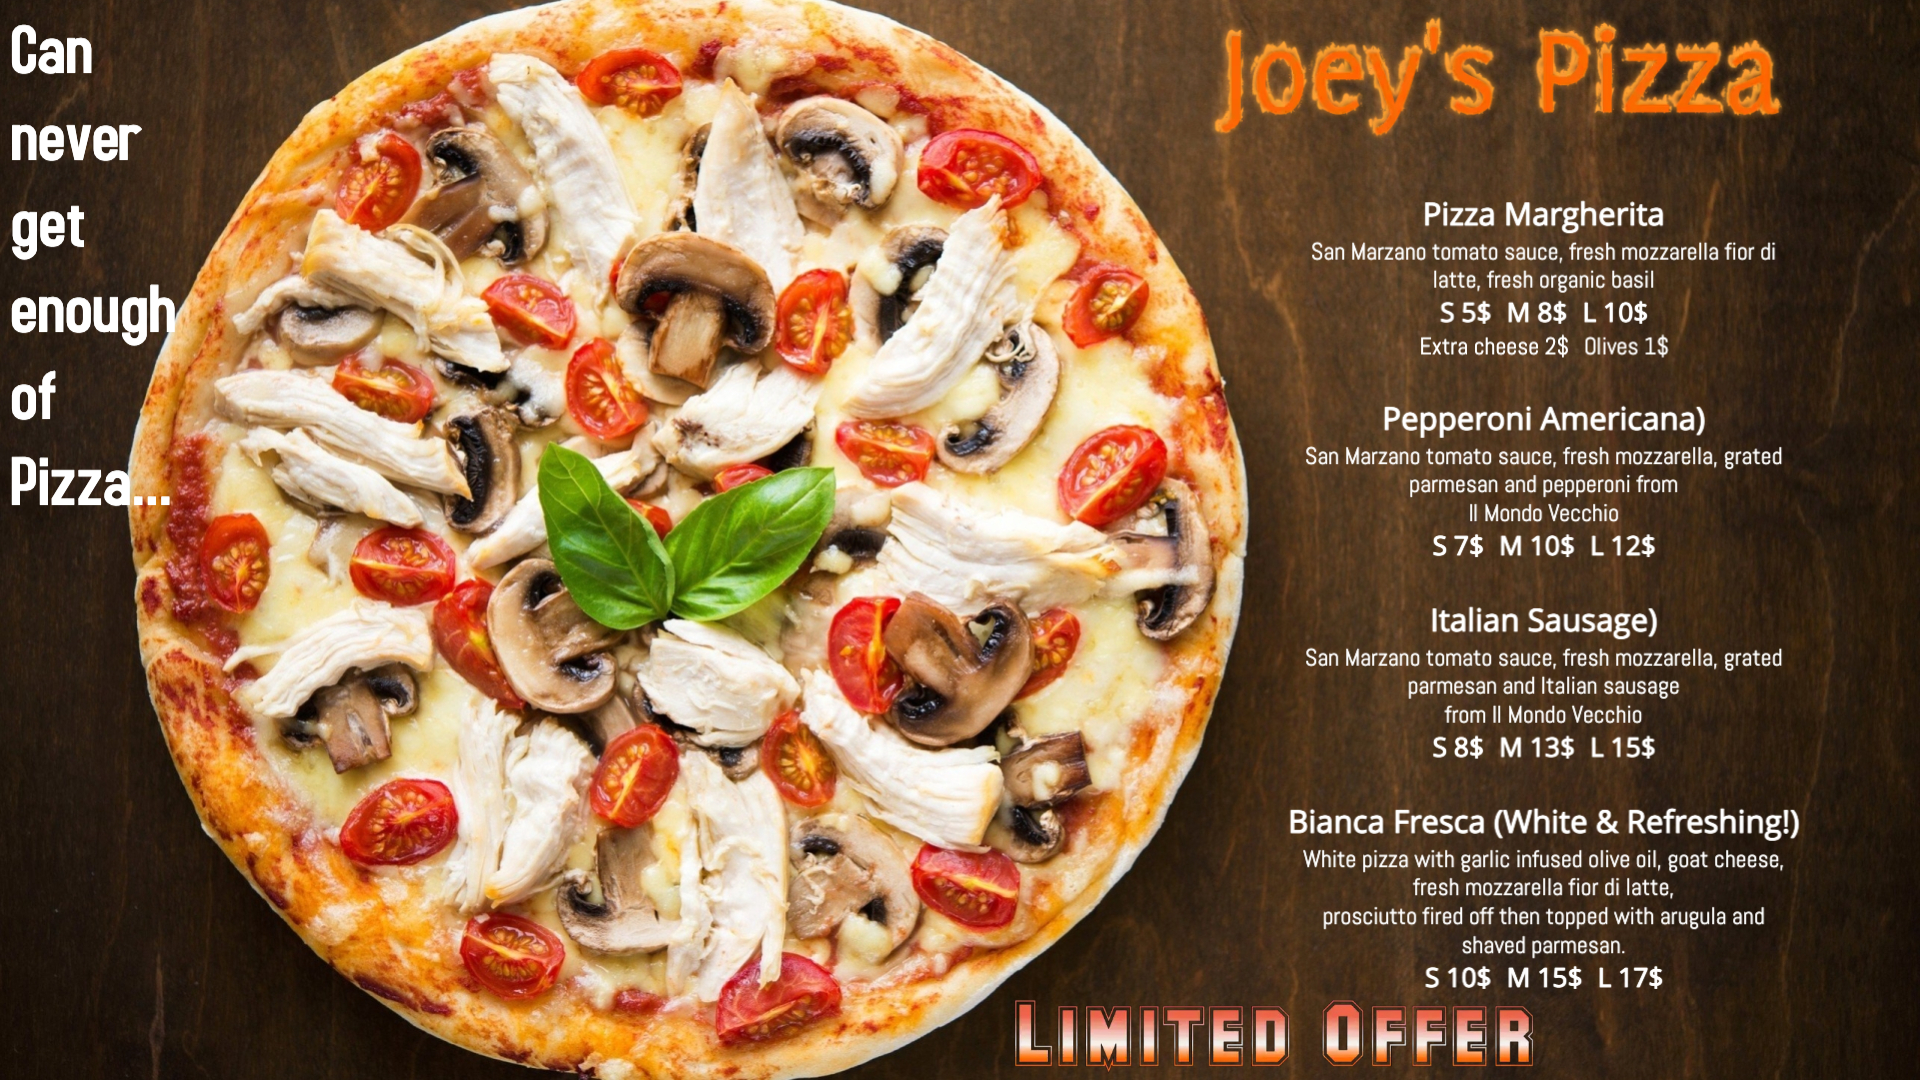 Can
never
get
enough
of
Pizza...
Joey's Pizza
Pizza Margherita
San Marzano tomato sauce, fresh mozzarella fior di
latte, fresh organic basil
S 5$ M 8$ L 10$
Extra cheese 2$ Olives 1$
Pepperoni Americana)
San Marzano tomato sauce, fresh mozzarella, grated
parmesan and pepperoni from
Il Mondo Vecchio
S 7$ M 10$ L 12$
Italian Sausage)
San Marzano tomato sauce, fresh mozzarella, grated
parmesan and Italian sausage
from Il Mondo Vecchio
S 8$ M 13$ L 15$
Bianca Fresca (White & Refreshing!)
White pizza with garlic infused olive oil, goat cheese,
fresh mozzarella fior di latte,
prosciutto fired off then topped with arugula and
shaved parmesan.
S 10$ M 15$ L 17$
Limited Offer